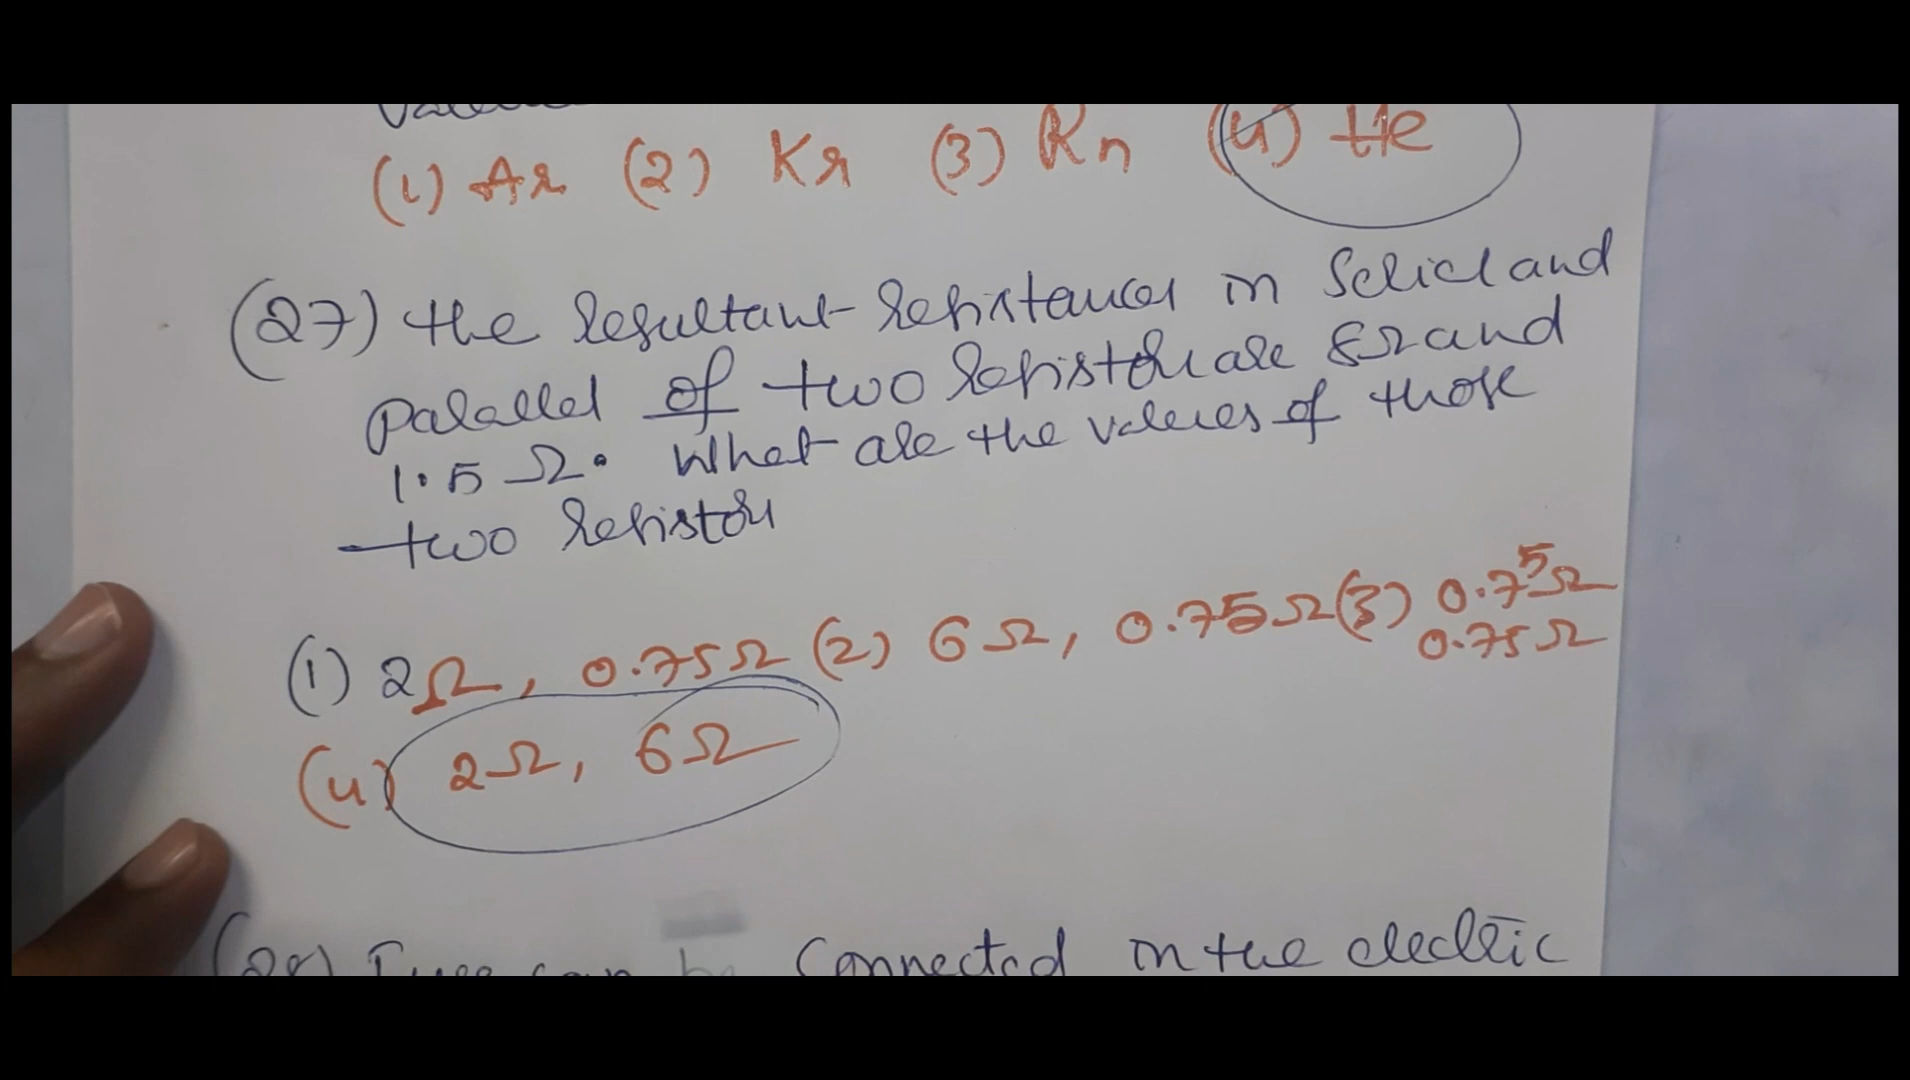 (1) Ar (2) Kr (3) Rn (4) He
(27) the resultant resistances in Series and
parallel of two resistors are 8Ω and
1.5 Ω. What are the values of those
two resistors
(1) 2Ω, 0.75Ω (2) 6Ω, 0.75Ω (3) 0.75Ω
0.75Ω
(4) 2Ω, 6Ω
connected in the electric